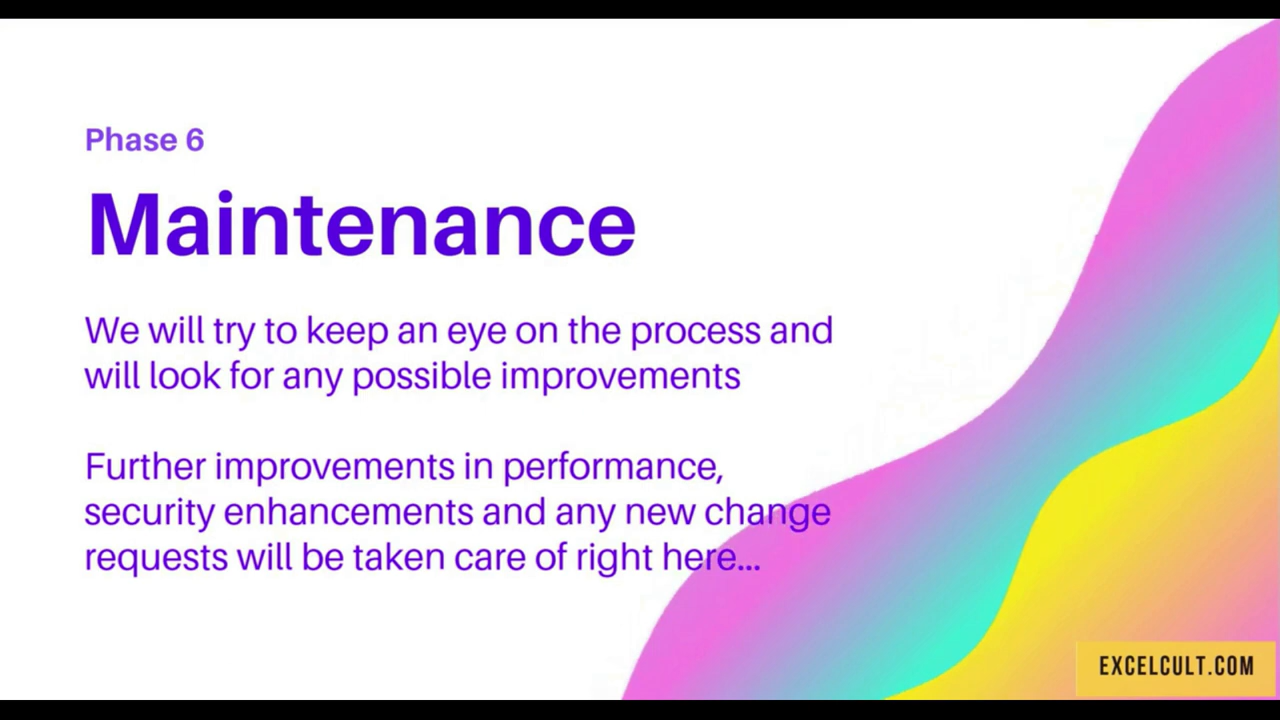 Phase 6
Maintenance
We will try to keep an eye on the process and
will look for any possible improvements
Further improvements in performance,
security enhancements and any new change
requests will be taken care of right here...
EXCELCULT.COM